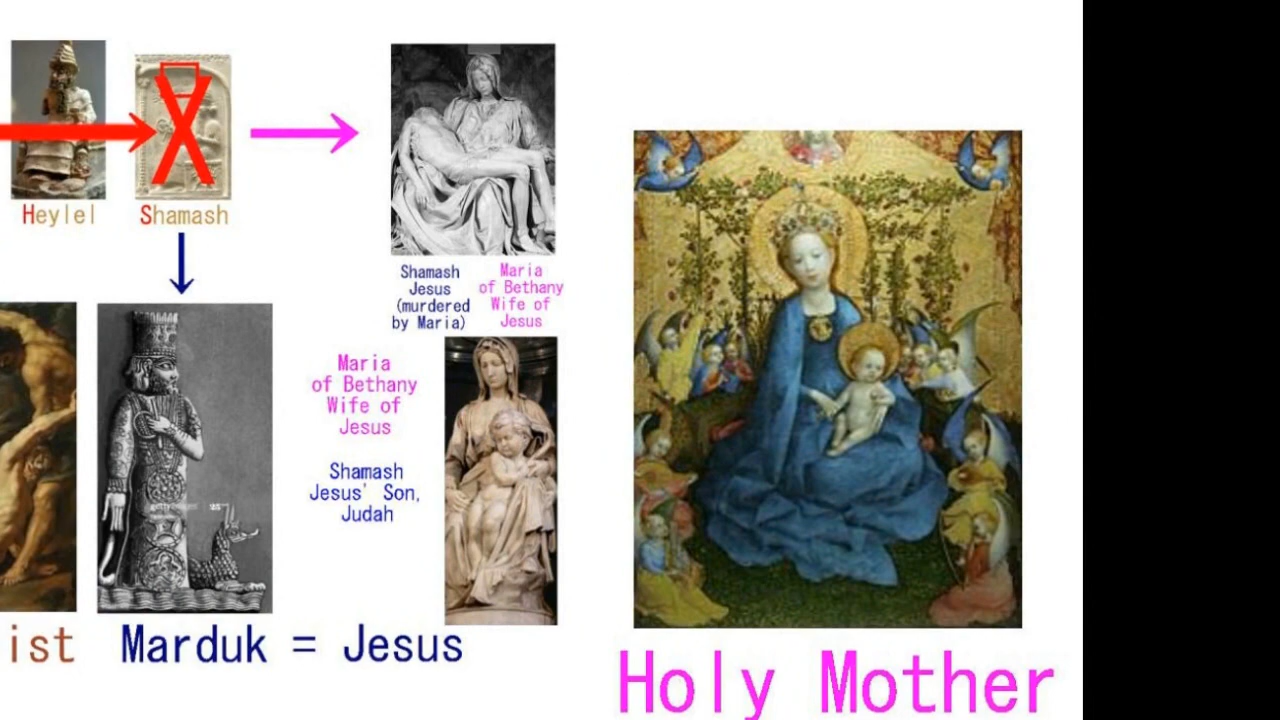 Heylel
Shamash
Shamash
Jesus
(murdered
by Maria)
Maria
of Bethany
Wife of
Jesus
Maria
of Bethany
Wife of
Jesus
Shamash
Jesus' Son,
Judah
ist
Marduk = Jesus
Holy Mother